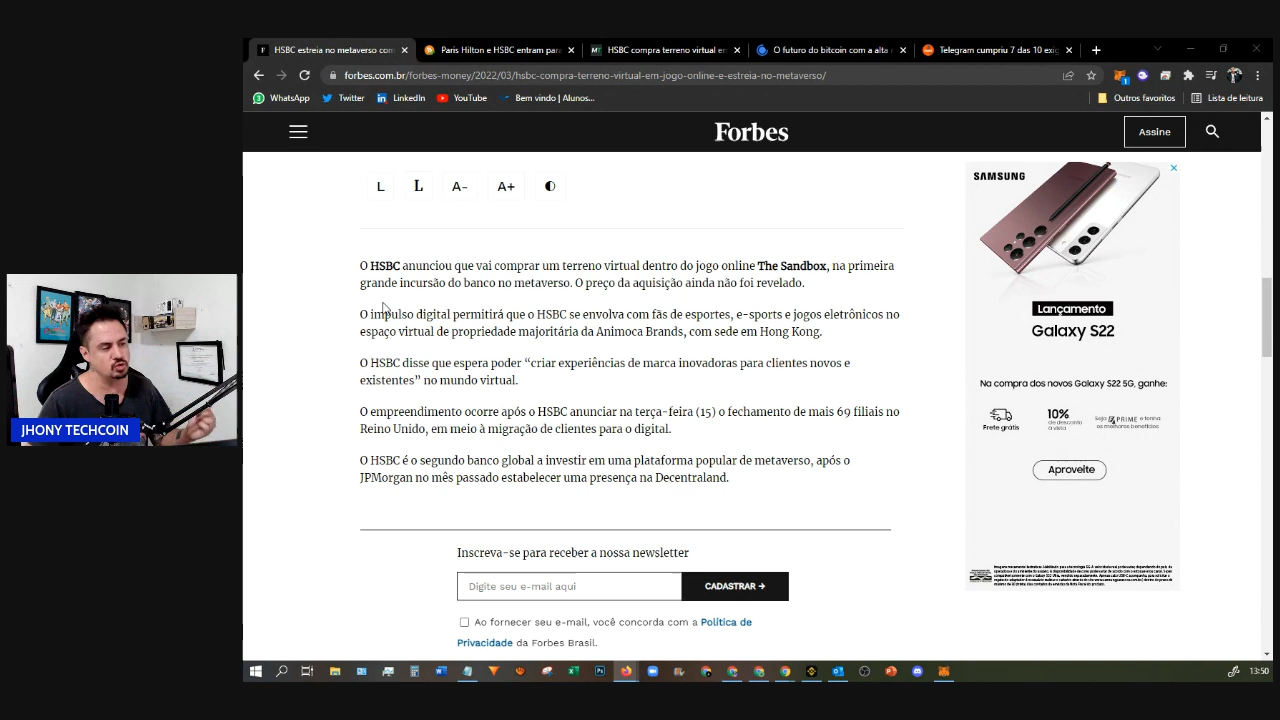 HSBC estreia no metaverso com
Paris Hilton e HSBC entram para
HSBC compra terreno virtual em
O futuro do bitcoin com a alta
Telegram cumpriu 7 das 10 exig
forbes.com.br/forbes-money/2022/03/hsbc-compra-terreno-virtual-em-jogo-online-e-estreia-no-metaverso/
WhatsApp
Twitter
LinkedIn
YouTube
Bem vindo | Alunos...
Outros favoritos
Lista de leitura
Forbes
Assine
L
L
A-
A+
O HSBC anunciou que vai comprar um terreno virtual dentro do jogo online The Sandbox, na primeira
grande incursão do banco no metaverso. O preço da aquisição ainda não foi revelado.
O imóvel digital permitirá que o HSBC se envolva com fãs de esportes, e-sports e jogos eletrônicos no
espaço virtual de propriedade majoritária da Animoca Brands, com sede em Hong Kong.
O HSBC disse que espera poder “criar experiências de marca inovadoras para clientes novos e
existentes” no mundo virtual.
O empreendimento ocorre após o HSBC anunciar na terça-feira (15) o fechamento de mais 69 filiais no
Reino Unido, em meio à migração de clientes para o digital.
O HSBC é o segundo banco global a investir em uma plataforma popular de metaverso, após o
JPMorgan no mês passado estabelecer uma presença na Decentraland.
Inscreva-se para receber a nossa newsletter
Digite seu e-mail aqui
CADASTRAR →
Ao fornecer seu e-mail, você concorda com a Política de
Privacidade da Forbes Brasil.
SAMSUNG
Lançamento
Galaxy S22
Na compra dos novos Galaxy S22 5G, ganhe:
Frete grátis
10%
de desconto
à vista
Seja PRIME e tenha
os melhores benefícios
Aproveite
JHONY TECHCOIN
13:50